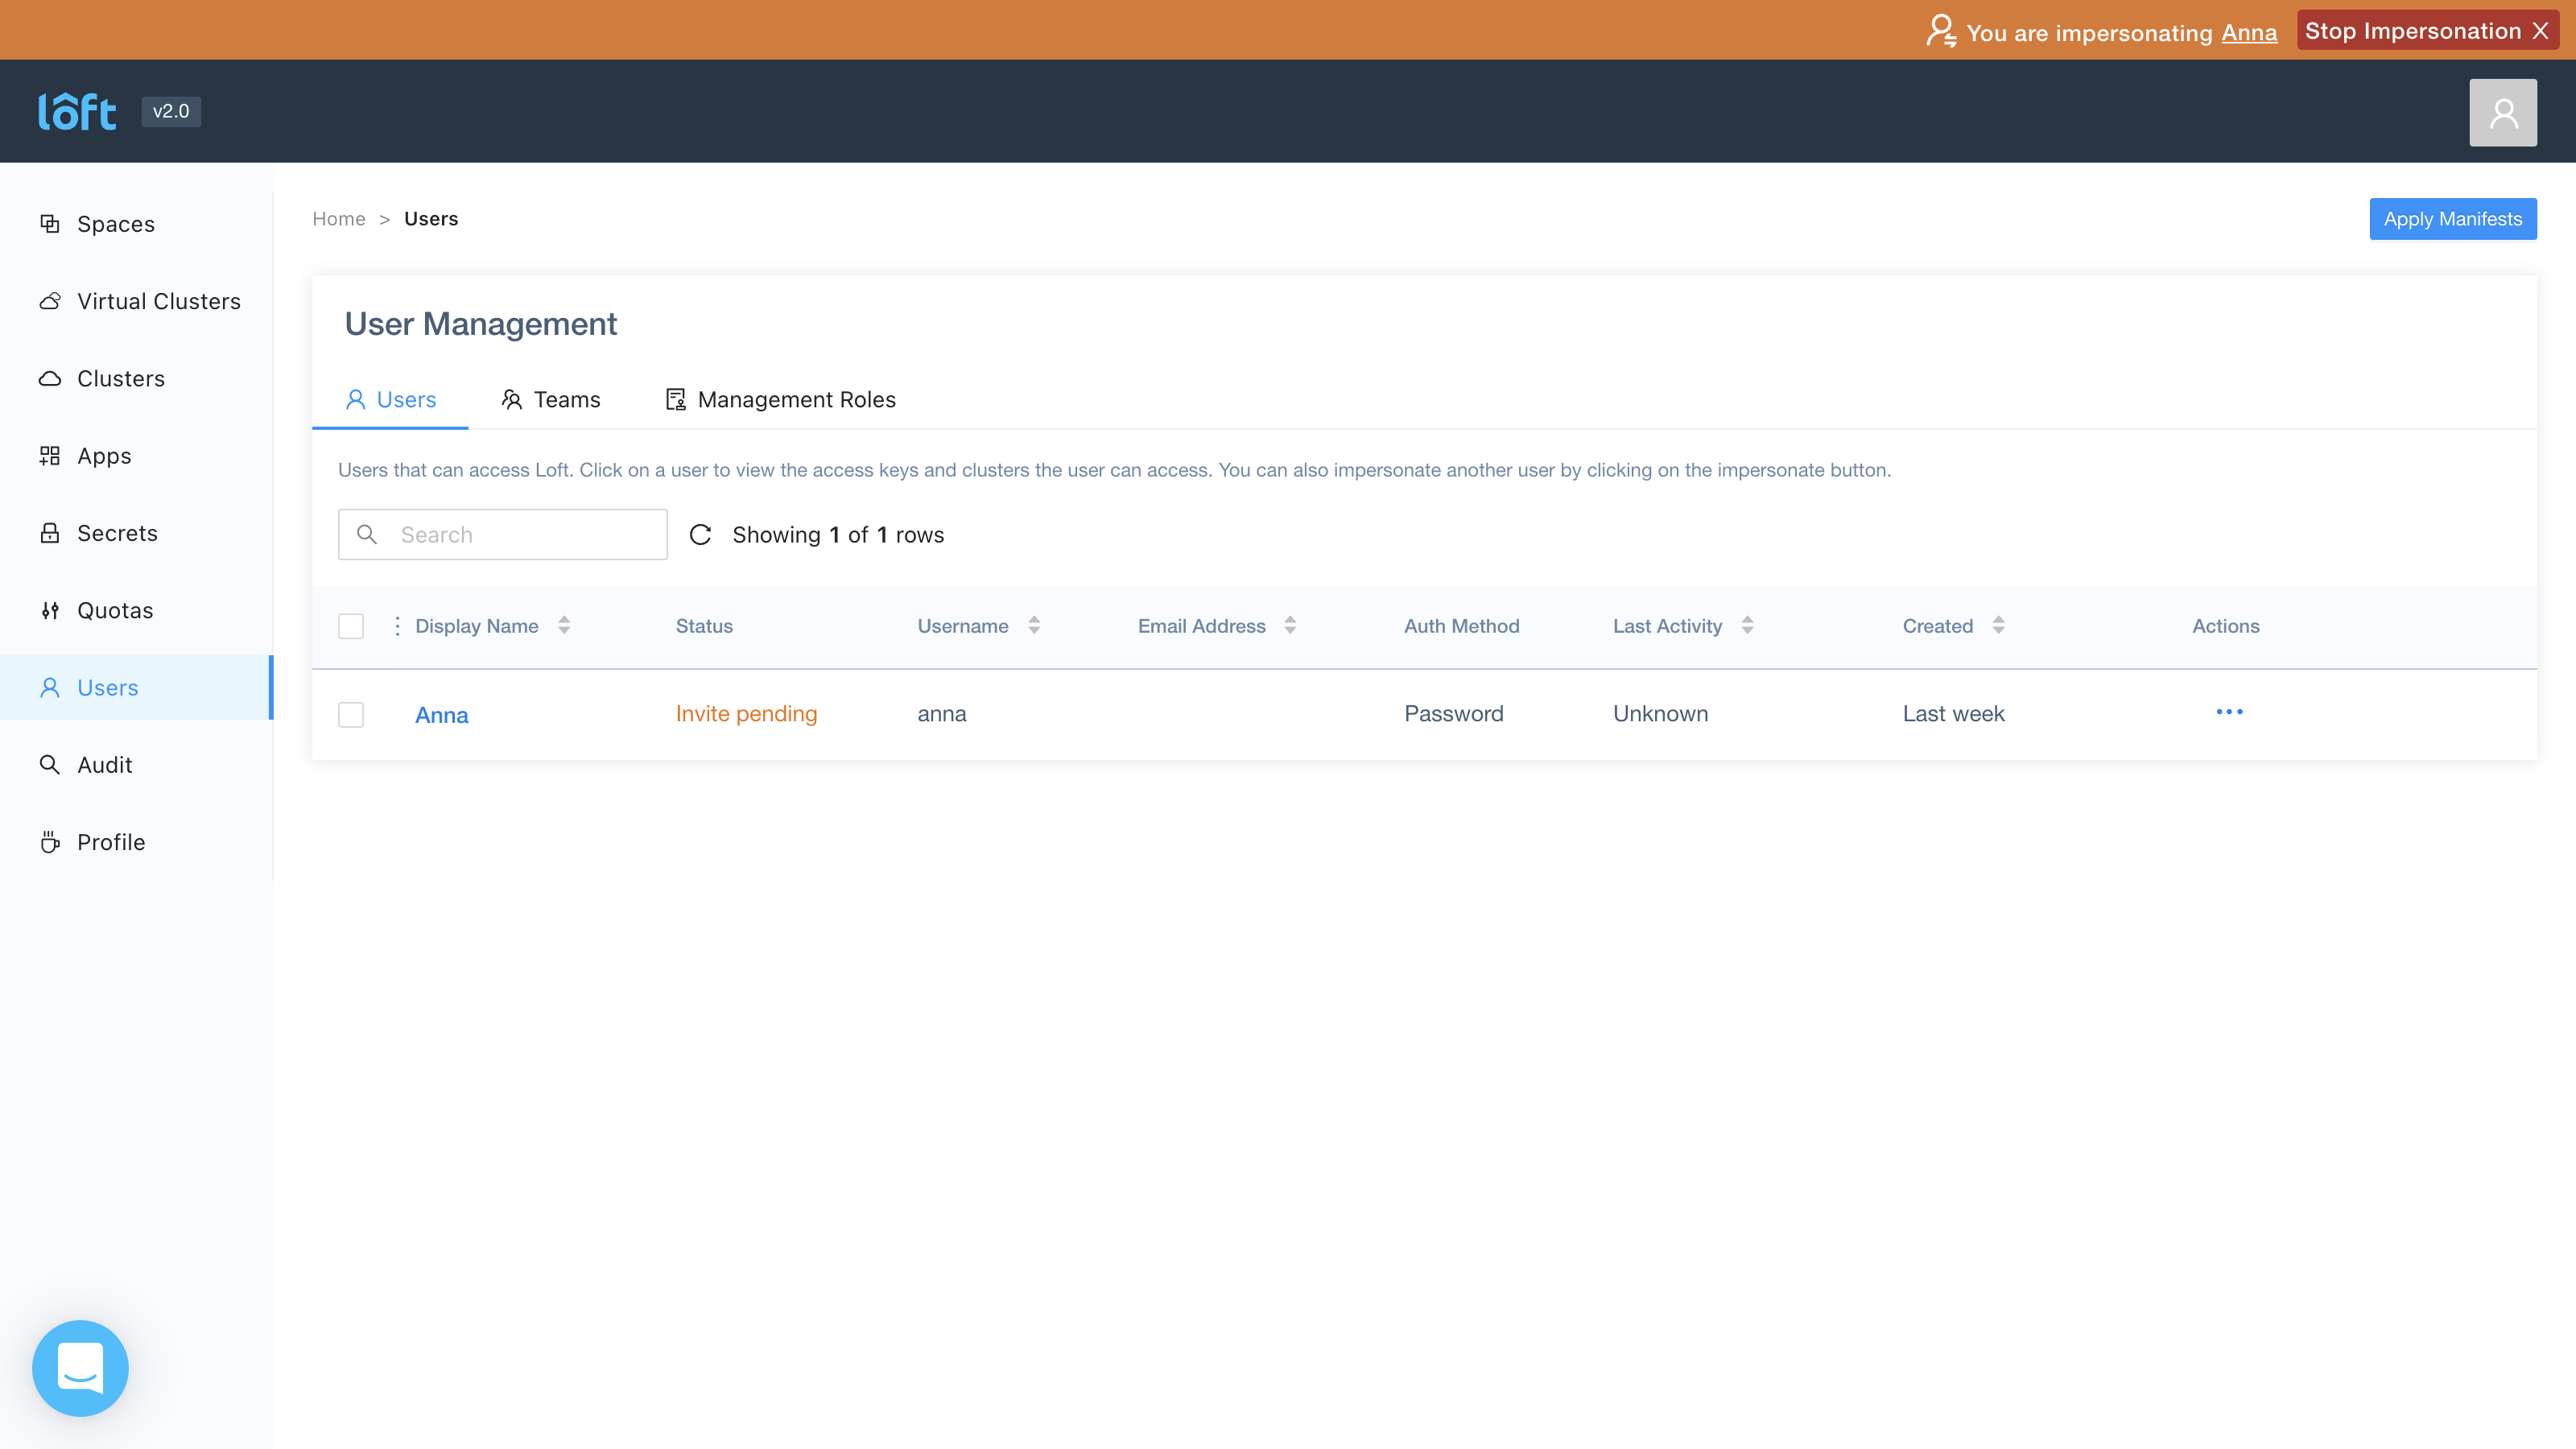 You are impersonating Anna Stop Impersonation X
lôft v2.0
Spaces
Virtual Clusters
Clusters
Apps
Secrets
Quotas
Users
Audit
Profile
Home > Users
Apply Manifests
User Management
Users Teams Management Roles
Users that can access Loft. Click on a user to view the access keys and clusters the user can access. You can also impersonate another user by clicking on the impersonate button.
Search Showing 1 of 1 rows
Display Name Status Username Email Address Auth Method Last Activity Created Actions
Anna Invite pending anna Password Unknown Last week